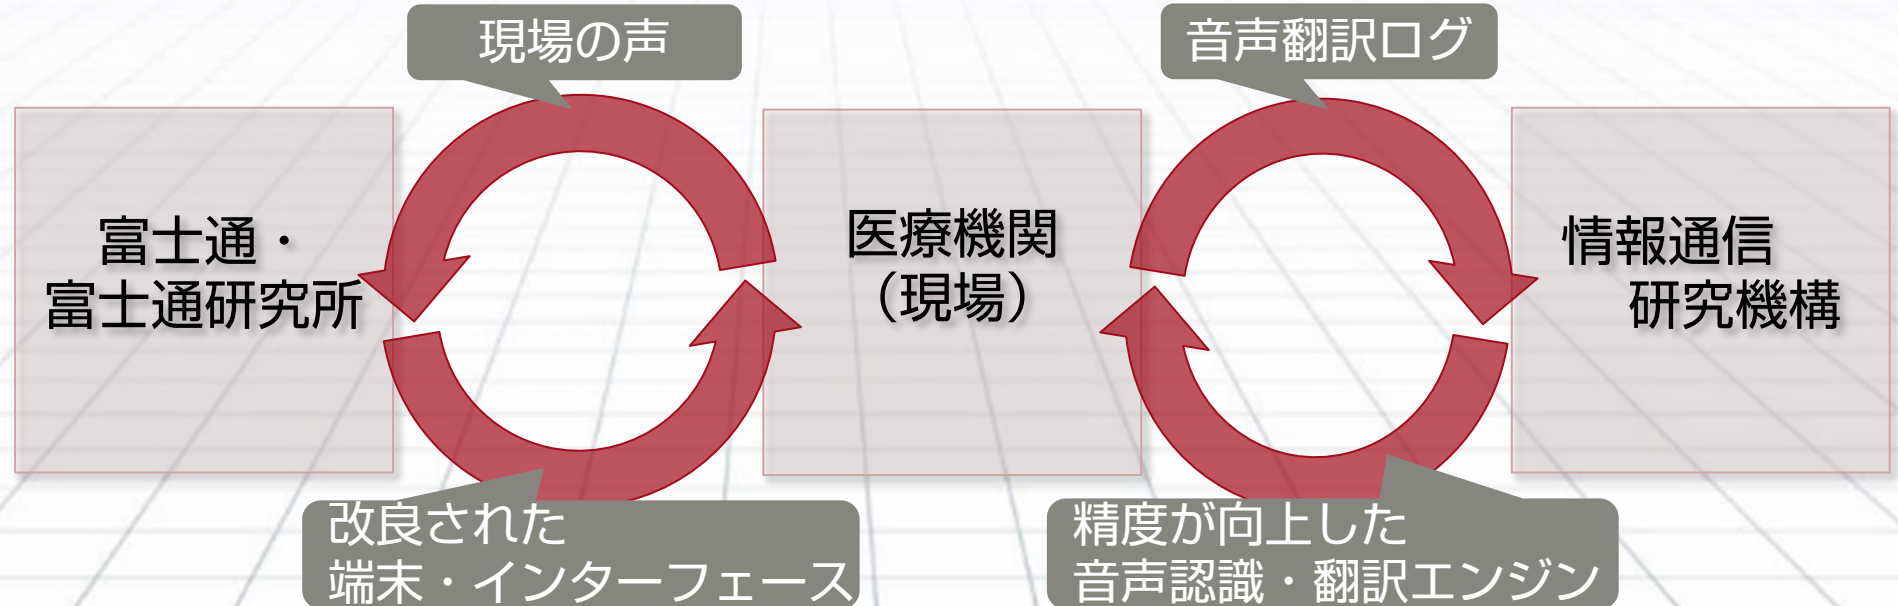 現場の声
音声翻訳ログ
富士通・
富士通研究所
医療機関
（現場）
情報通信
研究機構
改良された
端末・インターフェース
精度が向上した
音声認識・翻訳エンジン